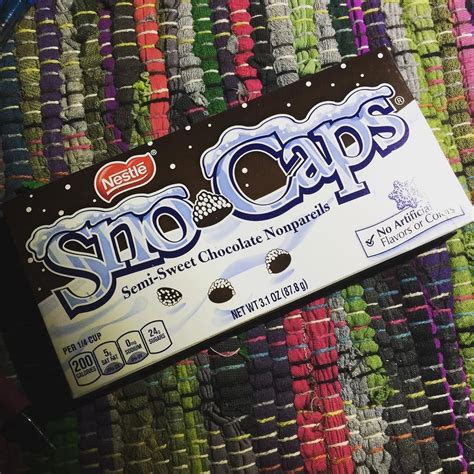 Nestlé
Sno-Caps®
Semi-Sweet Chocolate Nonpareils
No Artificial
Flavors or Colors
NET WT 3.1 OZ (87.8 g)
PER 1/4 CUP
200
CALORIES
5g
SAT FAT
0mg
SODIUM
24g
SUGARS